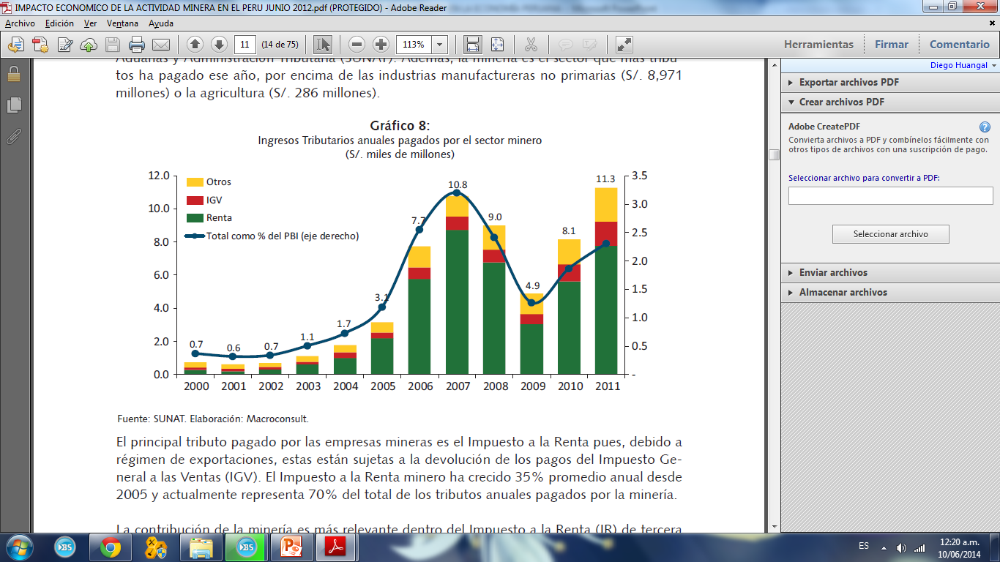 IMPACTO ECONOMICO DE LA ACTIVIDAD MINERA EN EL PERU JUNIO 2012.pdf (PROTEGIDO) - Adobe Reader
Archivo Edición Ver Ventana Ayuda
11 (14 de 75) 113% Herramientas Firmar Comentario
Diego Huangal
Aduanas y Administración Tributaria (SUNAT). Además, la minería es el sector que más tribu-
tos ha pagado ese año, por encima de las industrias manufactureras no primarias (S/. 8,971
millones) o la agricultura (S/. 286 millones).
Gráfico 8:
Ingresos Tributarios anuales pagados por el sector minero
(S/. miles de millones)
12.0
10.0
8.0
6.0
4.0
2.0
0.0
Otros
IGV
Renta
Total como % del PBI (eje derecho)
0.7 0.6 0.7 1.1 1.7 3.1 7.7 10.8 9.0 4.9 8.1 11.3
3.5
3.0
2.5
2.0
1.5
1.0
0.5
-
2000 2001 2002 2003 2004 2005 2006 2007 2008 2009 2010 2011
Fuente: SUNAT. Elaboración: Macroconsult.
El principal tributo pagado por las empresas mineras es el Impuesto a la Renta pues, debido a
régimen de exportaciones, estas están sujetas a la devolución de los pagos del Impuesto Ge-
neral a las Ventas (IGV). El Impuesto a la Renta minero ha crecido 35% promedio anual desde
2005 y actualmente representa 70% del total de los tributos anuales pagados por la minería.
La contribución de la minería es más relevante dentro del Impuesto a la Renta (IR) de tercera
Exportar archivos PDF
Crear archivos PDF
Adobe CreatePDF
Convierta archivos a PDF y combínelos fácilmente con
otros tipos de archivos con una suscripción de pago.
Seleccionar archivo para convertir a PDF:
Seleccionar archivo
Enviar archivos
Almacenar archivos
BS
BS
ES
12:20 a.m.
10/06/2014